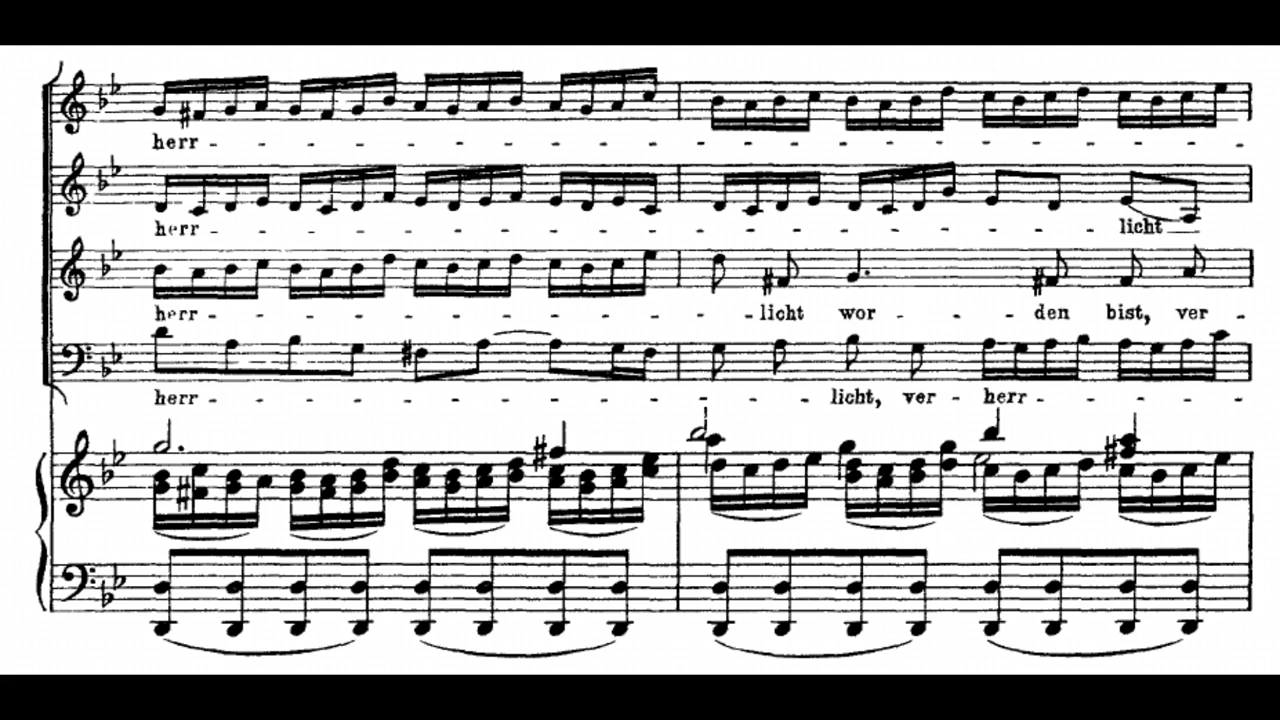 herr - - - - - - - - - - - - - - - - -
herr - - - - - - - - - - - - - - licht
herr - - - - - - - - - licht wor - - den bist, ver -
herr - - - - - - - - - - licht, ver - herr - - - - -